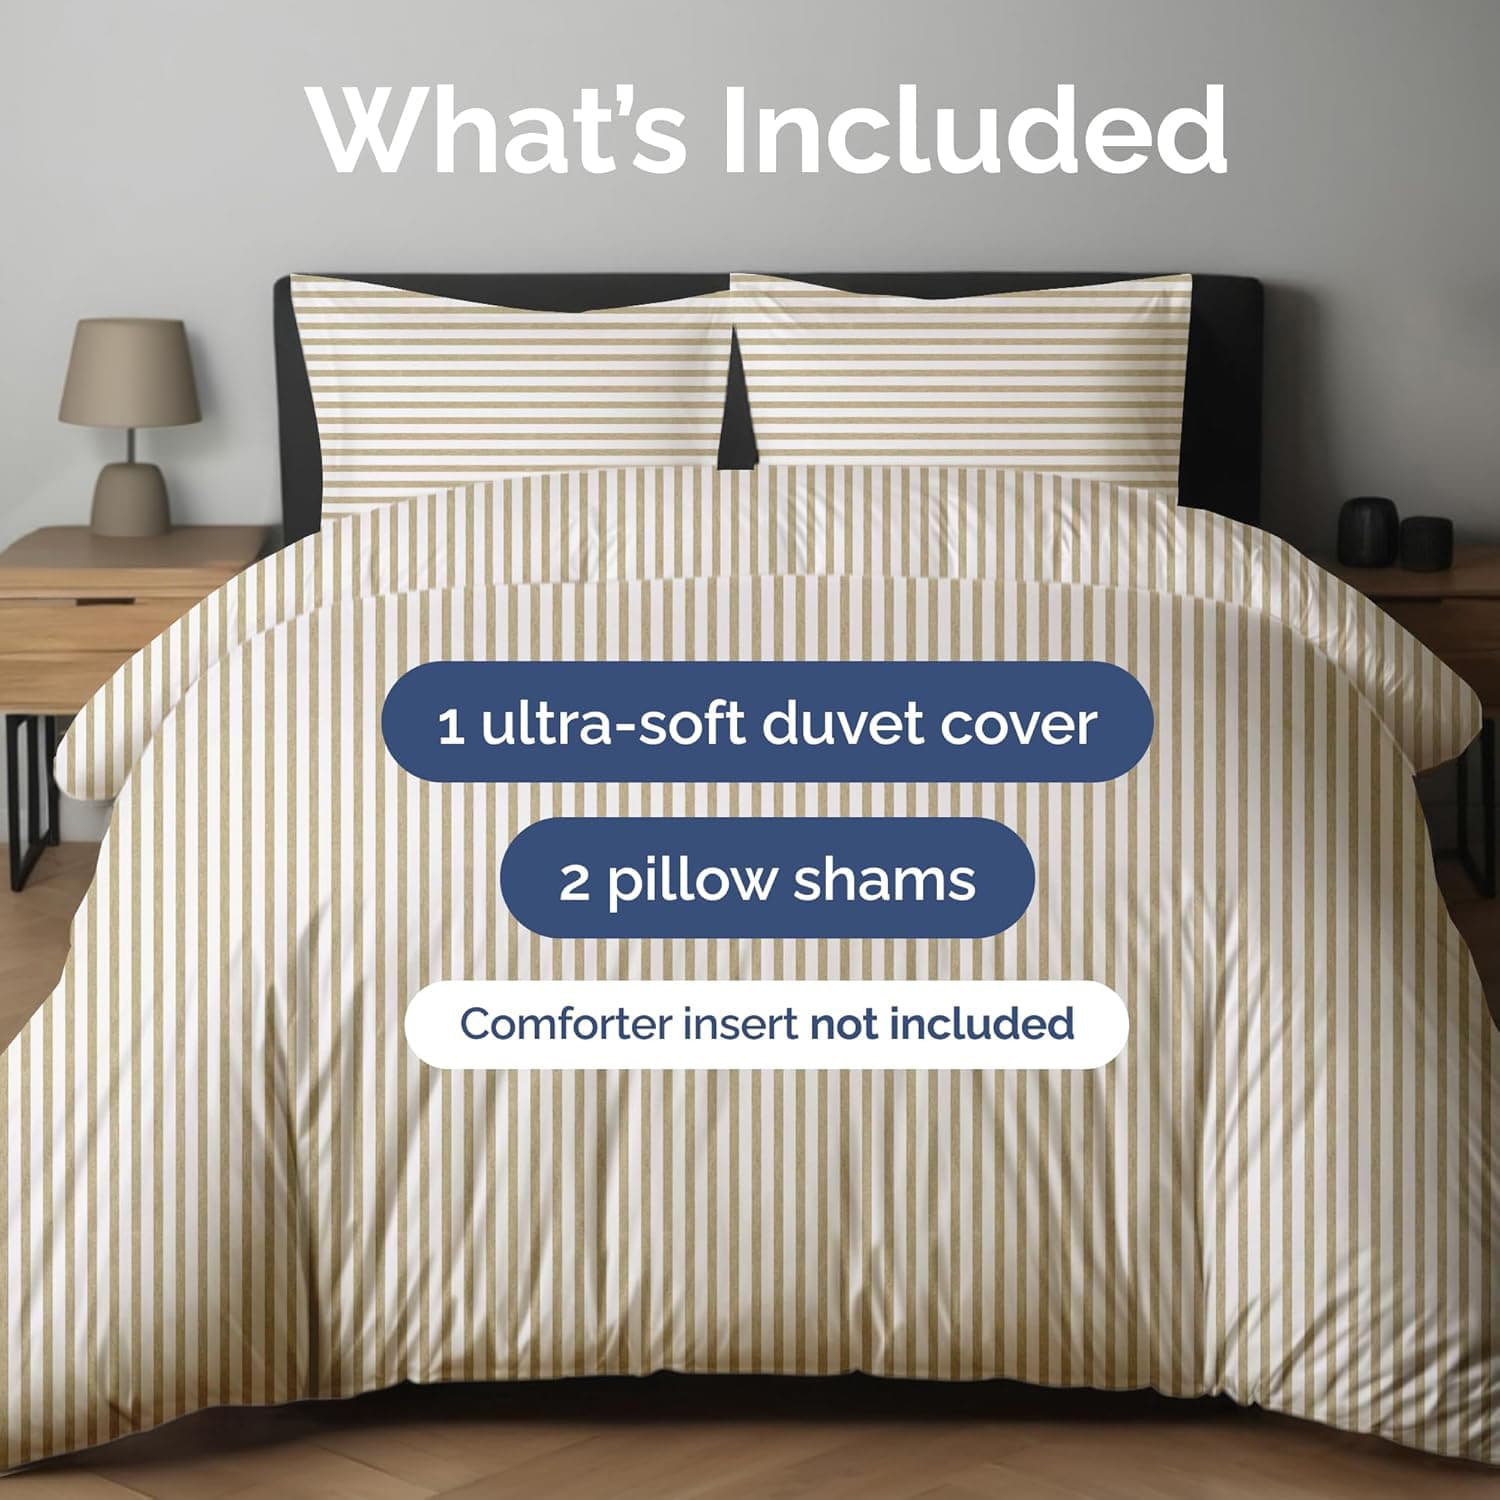 What's Included
1 ultra-soft duvet cover
2 pillow shams
Comforter insert not included